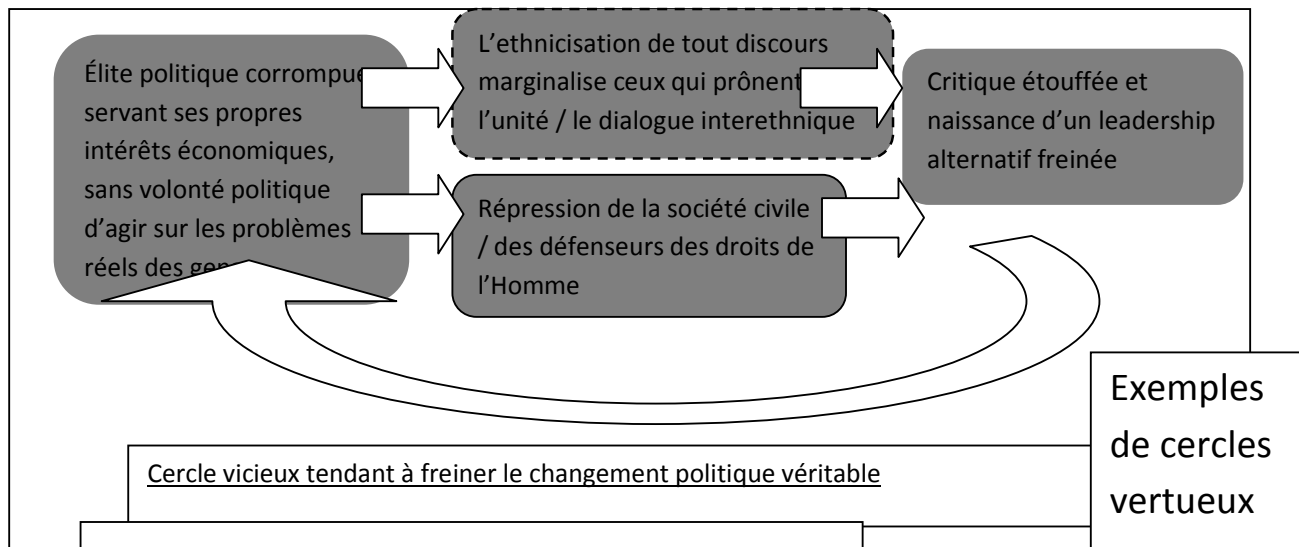 Élite politique corrompue
servant ses propres
intérêts économiques,
sans volonté politique
d'agir sur les problèmes
réels des
L'ethnicisation de tout discours
marginalise ceux qui prônent
l'unité / le dialogue interethnique
Répression de la société civile
/ des défenseurs des droits de
l'Homme
Critique étouffée et
naissance d'un leadership
alternatif freinée
Cercle vicieux tendant à freiner le changement politique véritable
Exemples
de cercles
vertueux